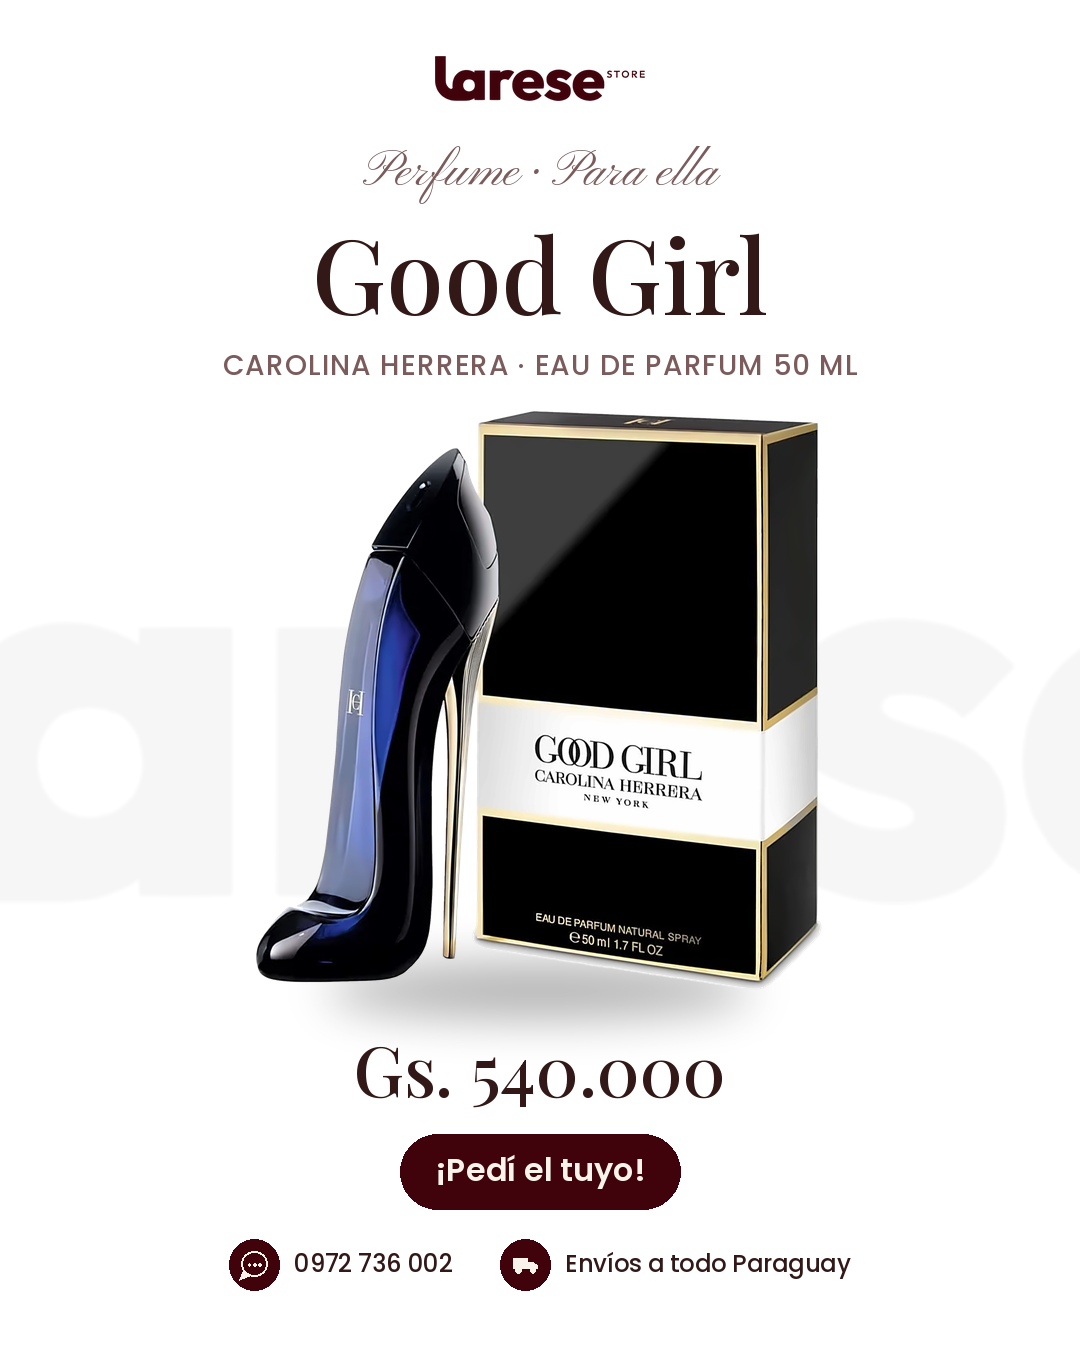 larese STORE
Perfume · Para ella
Good Girl
CAROLINA HERRERA · EAU DE PARFUM 50 ML
CH
GOOD GIRL
CAROLINA HERRERA
NEW YORK
EAU DE PARFUM NATURAL SPRAY
℮ 50 ml 1.7 FL OZ
Gs. 540.000
¡Pedí el tuyo!
0972 736 002
Envíos a todo Paraguay